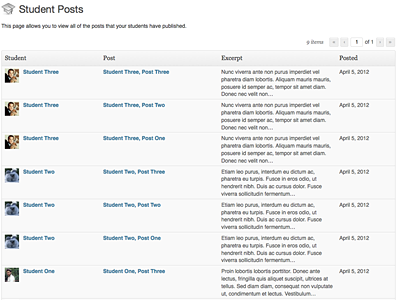 Student Posts
This page allows you to view all of the posts that your students have published.
9 items « ‹ 1 of 1 › »
Student Post Excerpt Posted
Student Three Student Three, Post Three Nunc viverra ante non purus imperdiet vel April 5, 2012
pharetra diam lobortis. Aliquam mauris mauris,
posuere id semper ac, tempor sit amet diam.
Donec nec velit non…
Student Three Student Three, Post Two Nunc viverra ante non purus imperdiet vel April 5, 2012
pharetra diam lobortis. Aliquam mauris mauris,
posuere id semper ac, tempor sit amet diam.
Donec nec velit non…
Student Three Student Three, Post One Nunc viverra ante non purus imperdiet vel April 5, 2012
pharetra diam lobortis. Aliquam mauris mauris,
posuere id semper ac, tempor sit amet diam.
Donec nec velit non…
Student Two Student Two, Post Three Etiam leo purus, interdum eu dictum ac, April 5, 2012
pharetra eu turpis. Fusce in eros odio, ut
hendrerit nibh. Duis ac cursus dolor. Fusce
viverra sollicitudin fermentum…
Student Two Student Two, Post Two Etiam leo purus, interdum eu dictum ac, April 5, 2012
pharetra eu turpis. Fusce in eros odio, ut
hendrerit nibh. Duis ac cursus dolor. Fusce
viverra sollicitudin fermentum…
Student Two Student Two, Post One Etiam leo purus, interdum eu dictum ac, April 5, 2012
pharetra eu turpis. Fusce in eros odio, ut
hendrerit nibh. Duis ac cursus dolor. Fusce
viverra sollicitudin fermentum…
Student One Student One, Post Three Proin lobortis lobortis porttitor. Donec ante April 5, 2012
lectus, fringilla quis aliquet suscipit, ultrices at
tellus. Sed diam diam, consequat non vulputate
ut, condimentum et lectus. Vestibulum…